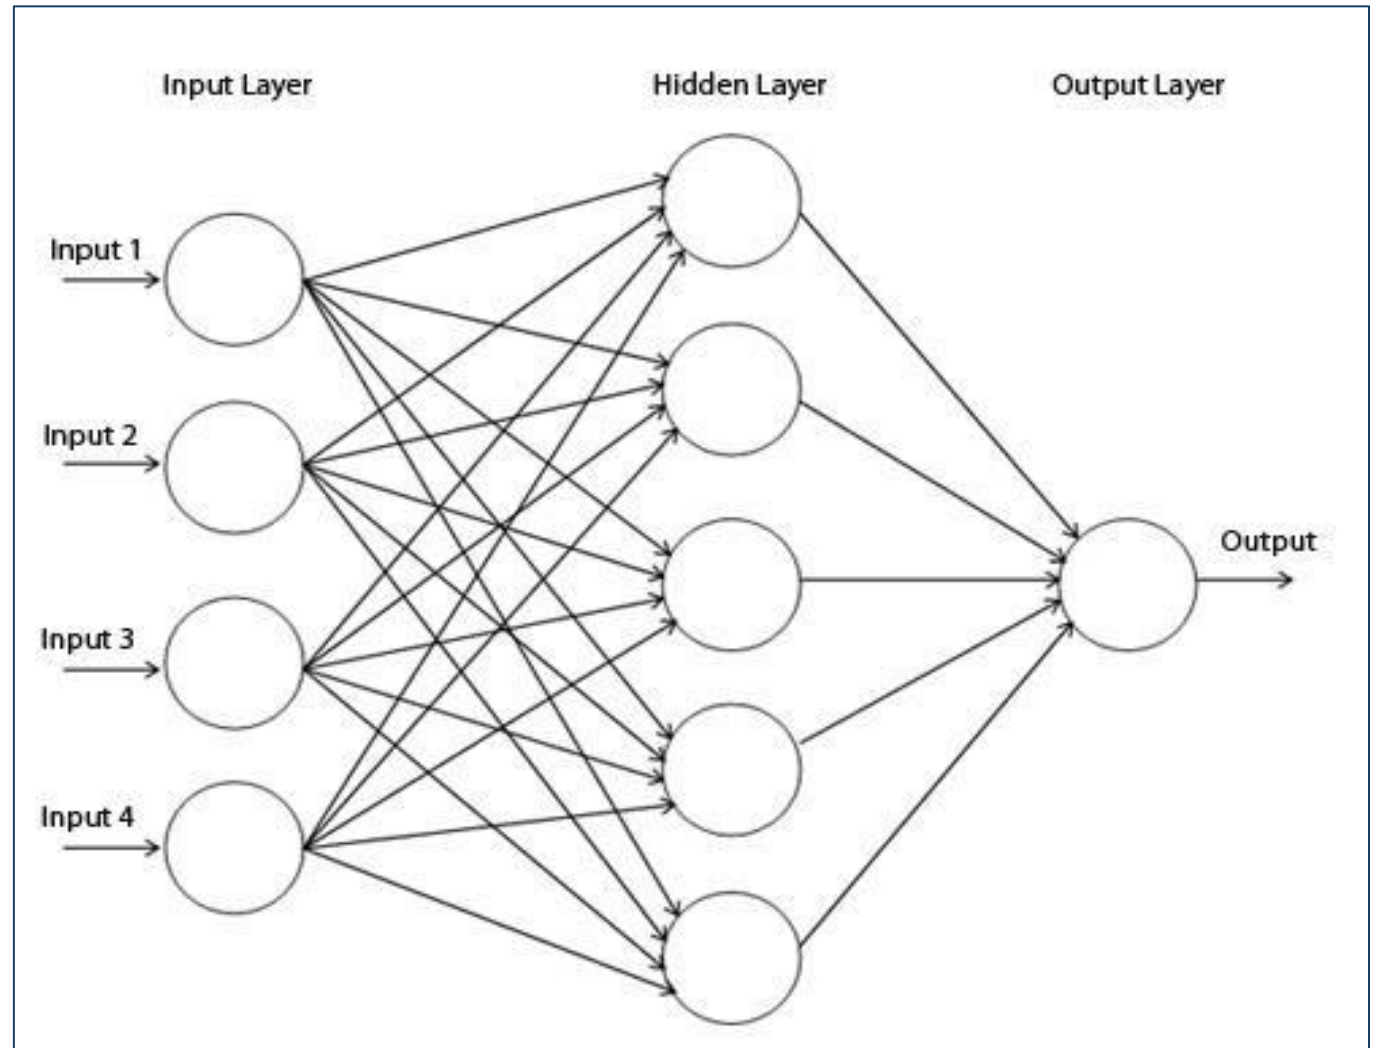 Input Layer
Hidden Layer
Output Layer
Input 1
Input 2
Input 3
Input 4
Output